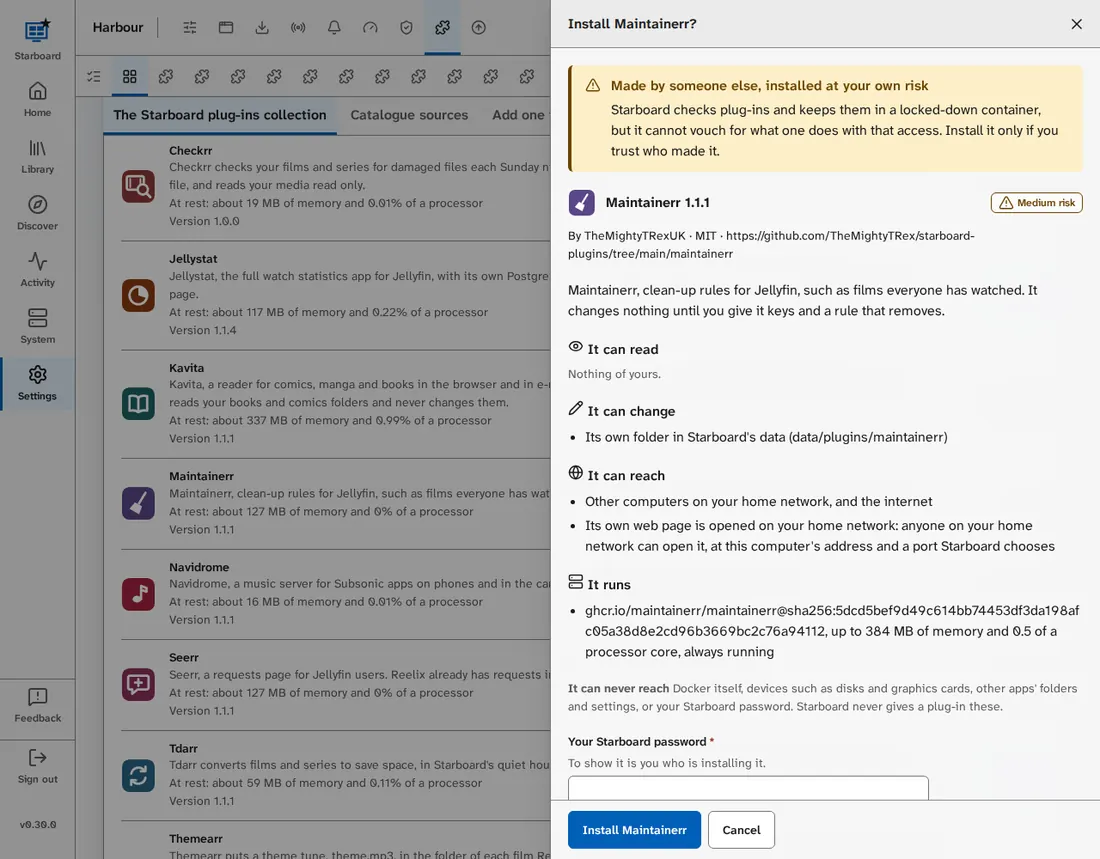 Starboard
Home
Library
Discover
Activity
System
Settings
Feedback
Sign out
v0.30.0
Harbour
The Starboard plug-ins collection
Catalogue sources
Add one
Checkrr
Checkrr checks your films and series for damaged files each Sunday
file, and reads your media read only.
At rest: about 19 MB of memory and 0.01% of a processor
Version 1.0.0
Jellystat
Jellystat, the full watch statistics app for Jellyfin, with its own Postgre
page.
At rest: about 117 MB of memory and 0.22% of a processor
Version 1.1.4
Kavita
Kavita, a reader for comics, manga and books in the browser and in e-
reads your books and comics folders and never changes them.
At rest: about 337 MB of memory and 0.99% of a processor
Version 1.1.1
Maintainerr
Maintainerr, clean-up rules for Jellyfin, such as films everyone has wat
At rest: about 127 MB of memory and 0% of a processor
Version 1.1.1
Navidrome
Navidrome, a music server for Subsonic apps on phones and in the ca
At rest: about 16 MB of memory and 0.01% of a processor
Version 1.1.1
Seerr
Seerr, a requests page for Jellyfin users. Reelix already has requests
At rest: about 127 MB of memory and 0% of a processor
Version 1.1.1
Tdarr
Tdarr converts films and series to save space, in Starboard's quiet hou
At rest: about 59 MB of memory and 0.11% of a processor
Version 1.1.1
Themearr
Themearr puts a theme tune, theme.mp3, in the folder of each film
Install Maintainerr?
Made by someone else, installed at your own risk
Starboard checks plug-ins and keeps them in a locked-down container,
but it cannot vouch for what one does with that access. Install it only if you
trust who made it.
Maintainerr 1.1.1
Medium risk
By TheMightyTRexUK · MIT · https://github.com/TheMightyTRex/starboard-
plugins/tree/main/maintainerr
Maintainerr, clean-up rules for Jellyfin, such as films everyone has watched. It
changes nothing until you give it keys and a rule that removes.
It can read
Nothing of yours.
It can change
• Its own folder in Starboard's data (data/plugins/maintainerr)
It can reach
• Other computers on your home network, and the internet
• Its own web page is opened on your home network: anyone on your home
network can open it, at this computer's address and a port Starboard chooses
It runs
• ghcr.io/maintainerr/maintainerr@sha256:5dcd5bef9d49c614bb74453df3da198af
c05a38d8e2cd96b3669bc2c76a94112, up to 384 MB of memory and 0.5 of a
processor core, always running
It can never reach Docker itself, devices such as disks and graphics cards, other apps' folders
and settings, or your Starboard password. Starboard never gives a plug-in these.
Your Starboard password *
To show it is you who is installing it.
Install Maintainerr
Cancel